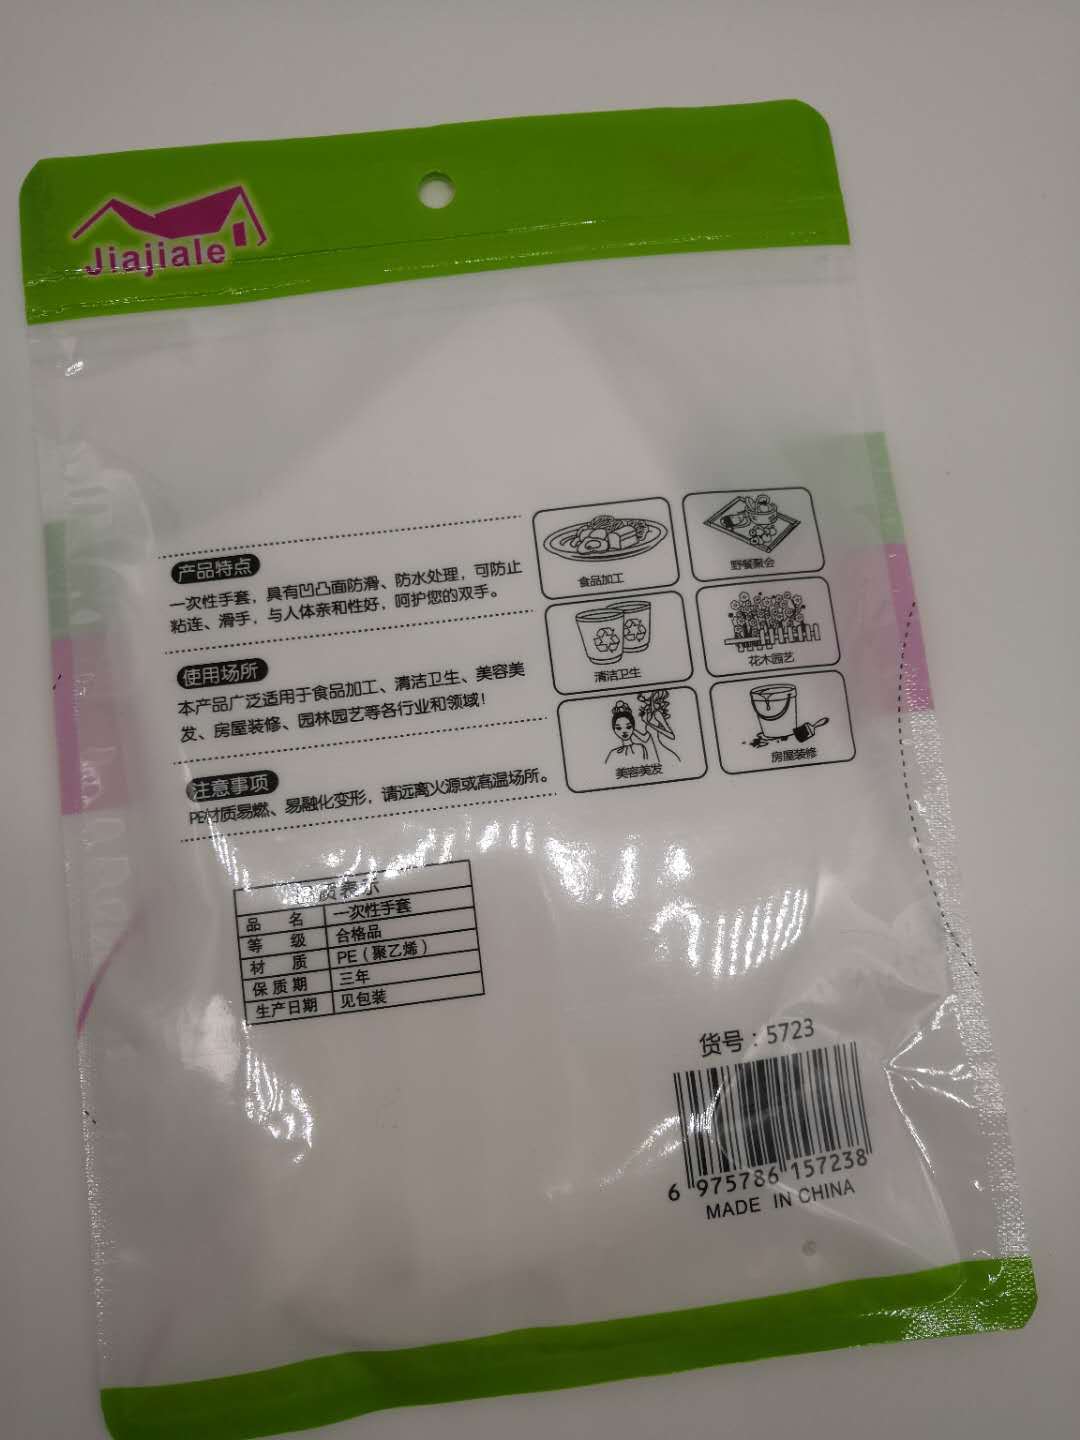 Jiajiale
产品特点
一次性手套，具有凹凸面防滑、防水处理，可防止
粘连、滑手，与人体亲和性好，呵护您的双手。
使用场所
本产品广泛适用于食品加工、清洁卫生、美容美
发、房屋装修、园林园艺等各行业和领域！
注意事项
PE材质易燃、易融化变形，请远离火源或高温场所。
食品加工
野餐聚会
清洁卫生
花木园艺
美容美发
房屋装修
质表示
品 名 一次性手套
等 级 合格品
材 质 PE（聚乙烯）
保质期 三年
生产日期 见包装
货号：5723
6 975786 157238
MADE IN CHINA